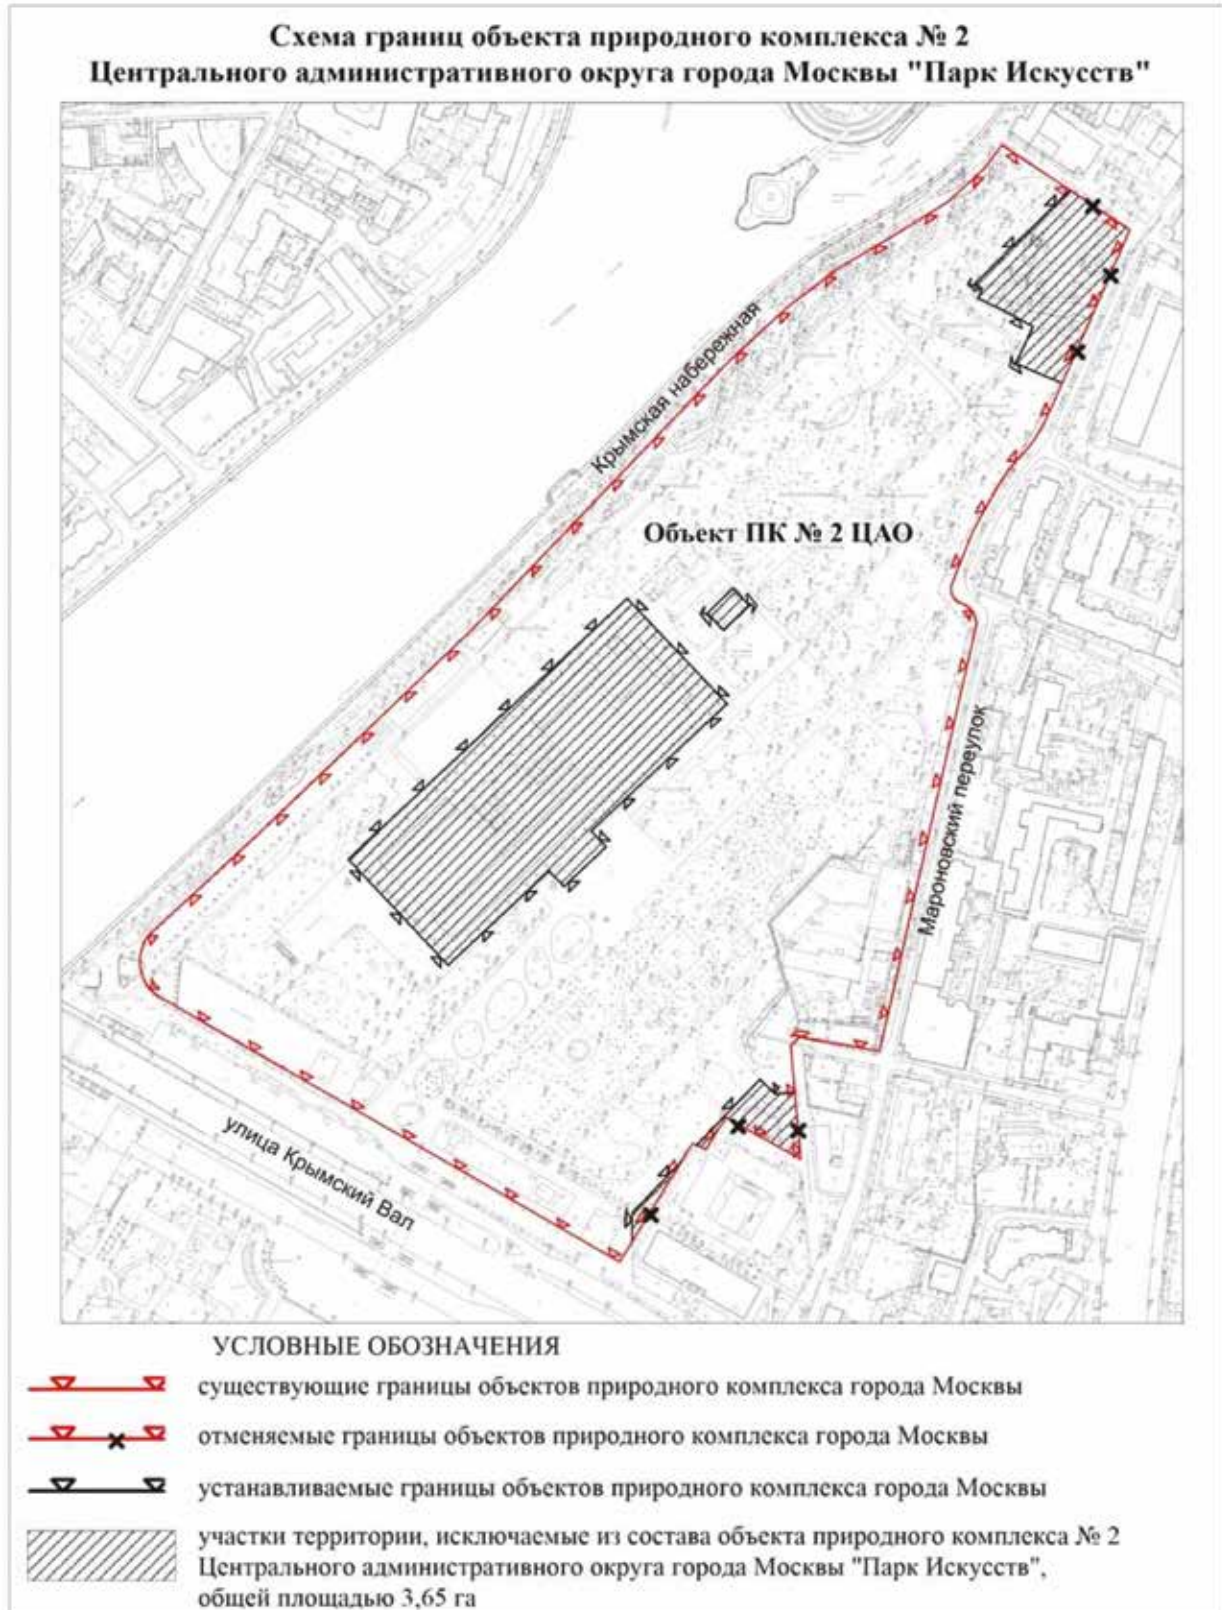 Схема границ объекта природного комплекса № 2
Центрального административного округа города Москвы "Парк Искусств"
Крымская набережная
Объект ПК № 2 ЦАО
Мароновский переулок
улица Крымский Вал
УСЛОВНЫЕ ОБОЗНАЧЕНИЯ
существующие границы объектов природного комплекса города Москвы
отменяемые границы объектов природного комплекса города Москвы
устанавливаемые границы объектов природного комплекса города Москвы
участки территории, исключаемые из состава объекта природного комплекса № 2
Центрального административного округа города Москвы "Парк Искусств",
общей площадью 3,65 га